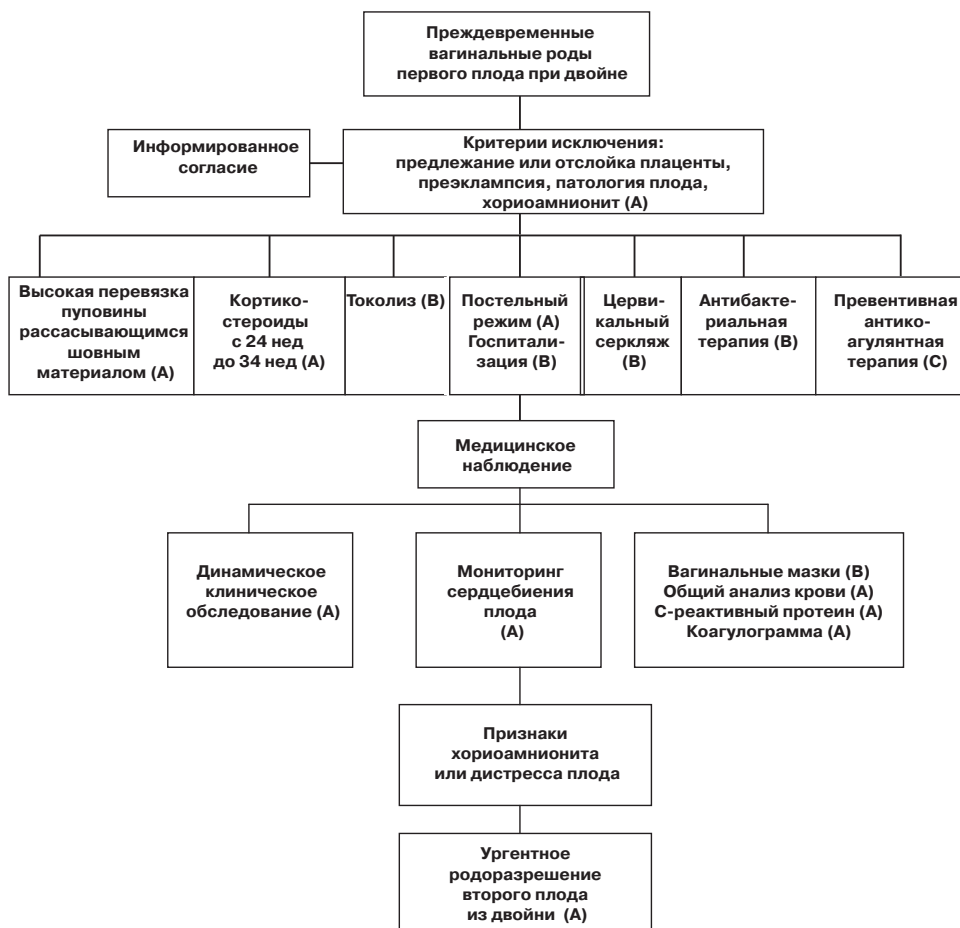 Преждевременные
вагинальные роды
первого плода при двойне
Информированное
согласие
Критерии исключения:
предлежание или отслойка плаценты,
преэклампсия, патология плода,
хориоамнионит (А)
Высокая перевязка
пуповины
рассасывающимся
шовным
материалом (А)
Кортико-
стероиды
с 24 нед
до 34 нед (А)
Токолиз (В)
Постельный
режим (А)
Госпитали-
зация (В)
Церви-
кальный
серкляж
(В)
Антибакте-
риальная
терапия (В)
Превентивная
антико-
агулянтная
терапия (С)
Медицинское
наблюдение
Динамическое
клиническое
обследование (А)
Мониторинг
сердцебиения
плода
(А)
Вагинальные мазки (В)
Общий анализ крови (А)
С-реактивный протеин (А)
Коагулограмма (А)
Признаки
хориоамнионита
или дистресса плода
Ургентное
родоразрешение
второго плода
из двойни (А)